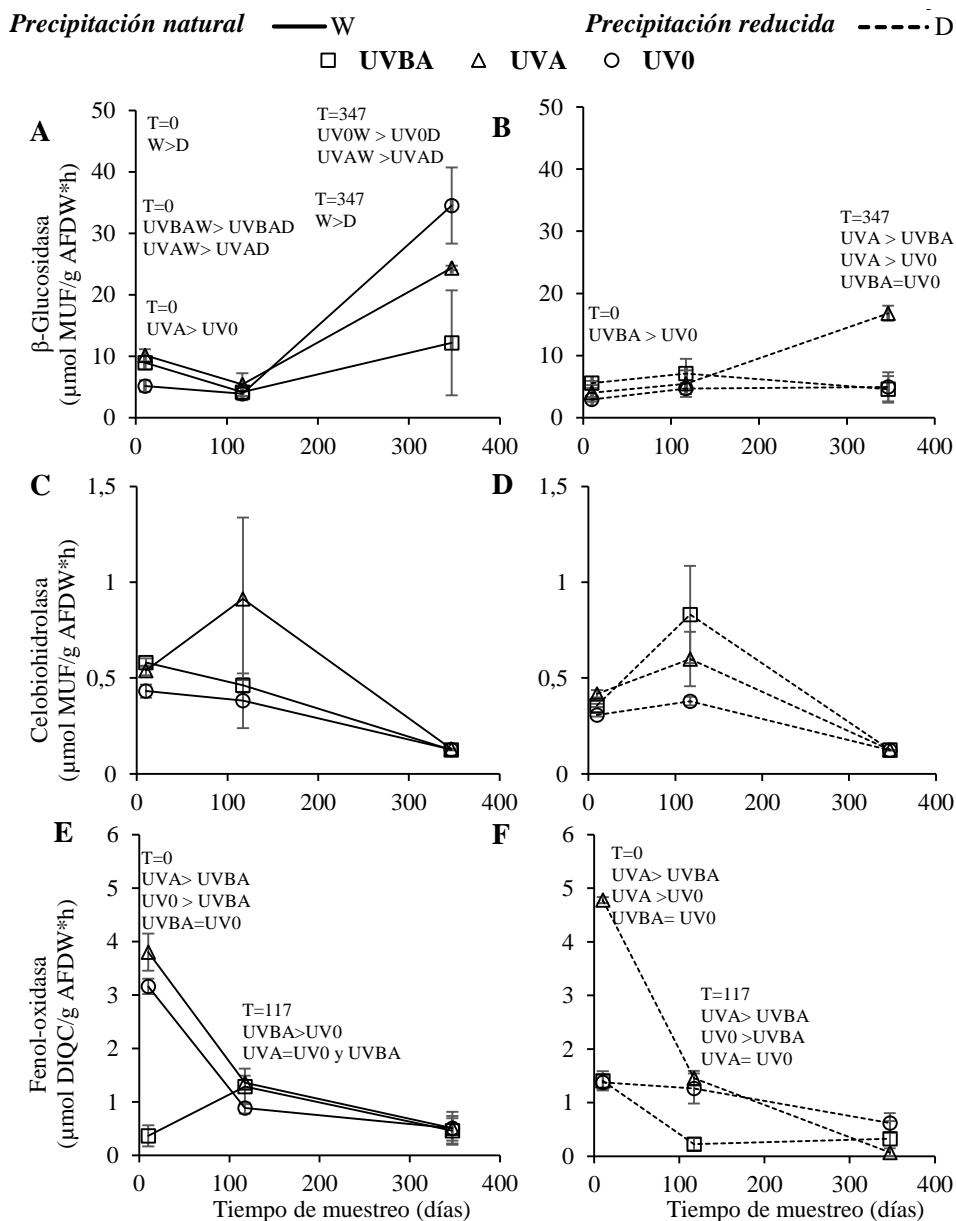 Precipitación natural W Precipitación reducida D
UVBA UVA UV0
A
β-Glucosidasa
(µmol MUF/g AFDW*h)
50
40
30
20
10
0
T=0
W>D
T=347
UV0W > UV0D
UVAW >UVAD
T=0
UVBAW> UVBAD
UVAW> UVAD
T=347
W>D
T=0
UVA> UV0
0 100 200 300 400
B
50
40
30
20
10
0
T=347
UVA > UVBA
UVA > UV0
UVBA=UV0
T=0
UVBA > UV0
0 100 200 300 400
C
Celobiohidrolasa
(µmol MUF/g AFDW*h)
1,5
1
0,5
0
0 100 200 300 400
D
1,5
1
0,5
0
0 100 200 300 400
E
Fenol-oxidasa
(µmol DIQC/g AFDW*h)
6
5
4
3
2
1
0
T=0
UVA> UVBA
UV0 > UVBA
UVBA=UV0
T=117
UVBA>UV0
UVA=UV0 y UVBA
0 100 200 300 400
Tiempo de muestreo (días)
F
6
5
4
3
2
1
0
T=0
UVA> UVBA
UVA >UV0
UVBA= UV0
T=117
UVA> UVBA
UV0 >UVBA
UVA= UV0
0 100 200 300 400
Tiempo de muestreo (días)